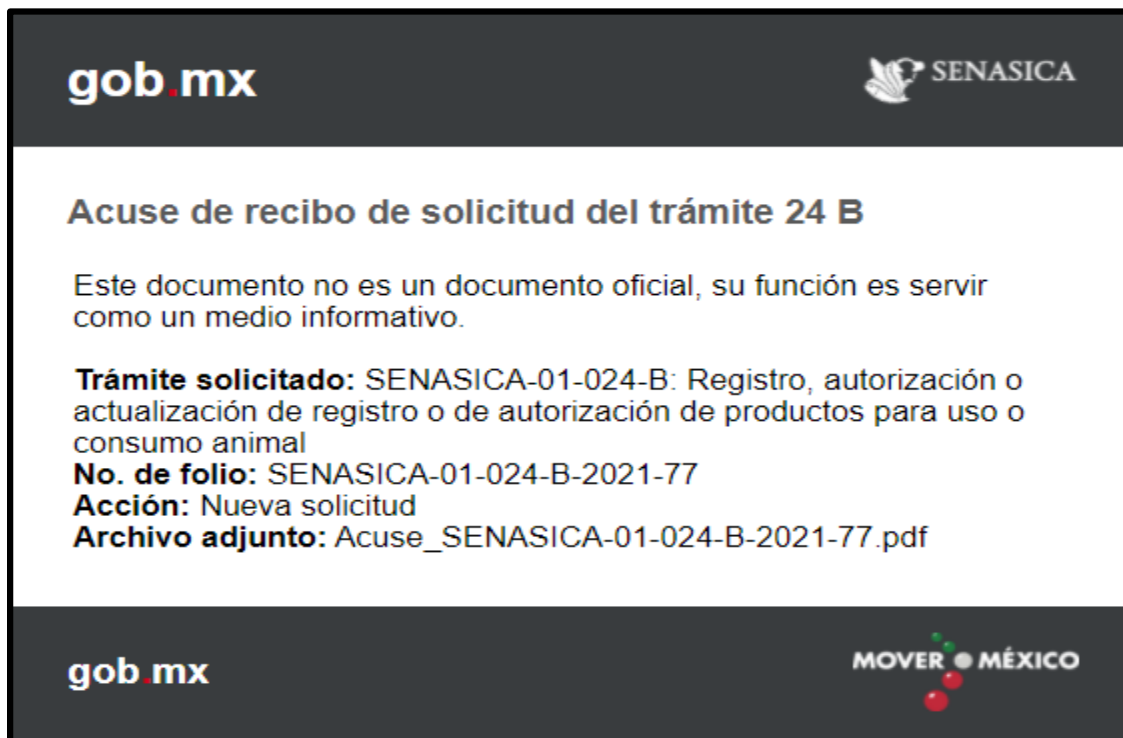 gob.mx
SENASICA
Acuse de recibo de solicitud del trámite 24 B
Este documento no es un documento oficial, su función es servir
como un medio informativo.
Trámite solicitado: SENASICA-01-024-B: Registro, autorización o
actualización de registro o de autorización de productos para uso o
consumo animal
No. de folio: SENASICA-01-024-B-2021-77
Acción: Nueva solicitud
Archivo adjunto: Acuse_SENASICA-01-024-B-2021-77.pdf
gob.mx
MOVER MÉXICO